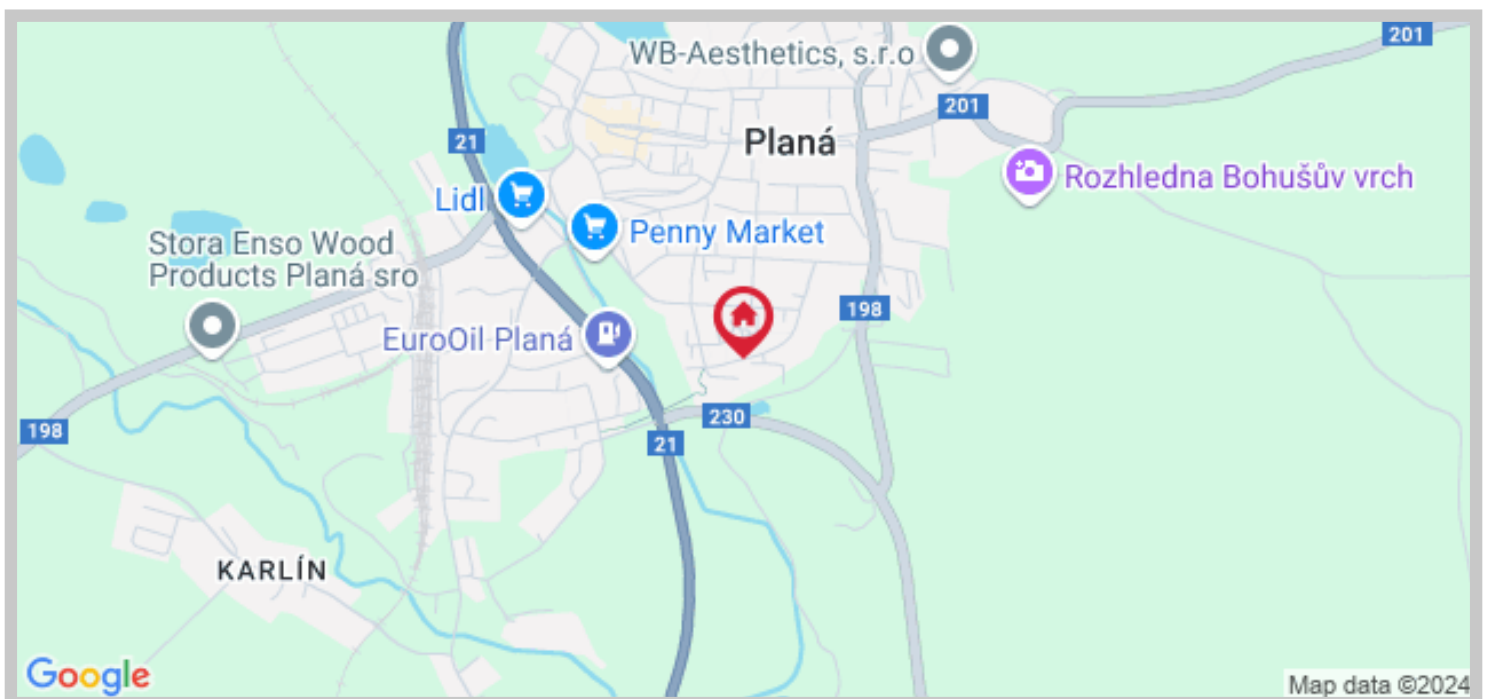 201
WB-Aesthetics, s.r.o
201
21
Planá
Rozhledna Bohušův vrch
Lidl
Penny Market
Stora Enso Wood
Products Planá sro
198
EuroOil Planá
230
198
21
KARLÍN
Google
Map data ©2024